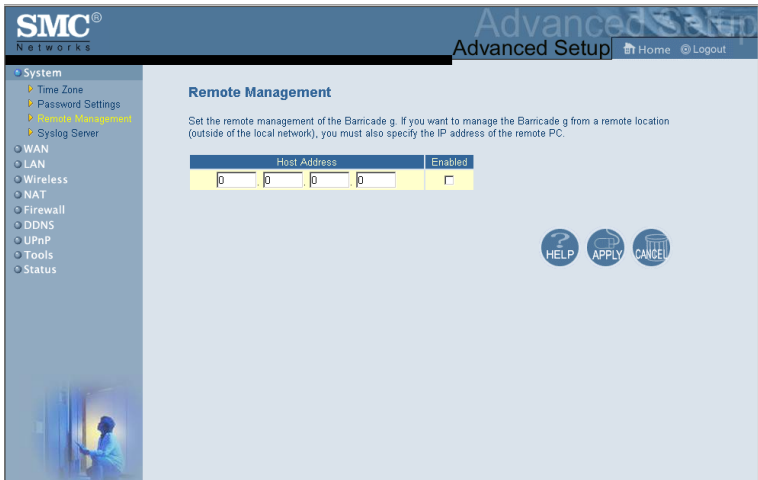 SMC®
Networks
Advanced Setup
Advanced Setup
Home
Logout
System
Time Zone
Password Settings
Remote Management
Syslog Server
WAN
LAN
Wireless
NAT
Firewall
DDNS
UPnP
Tools
Status
Remote Management
Set the remote management of the Barricade g. If you want to manage the Barricade g from a remote location
(outside of the local network), you must also specify the IP address of the remote PC.
Host Address Enabled
0 . 0 . 0 . 0
HELP APPLY CANCEL